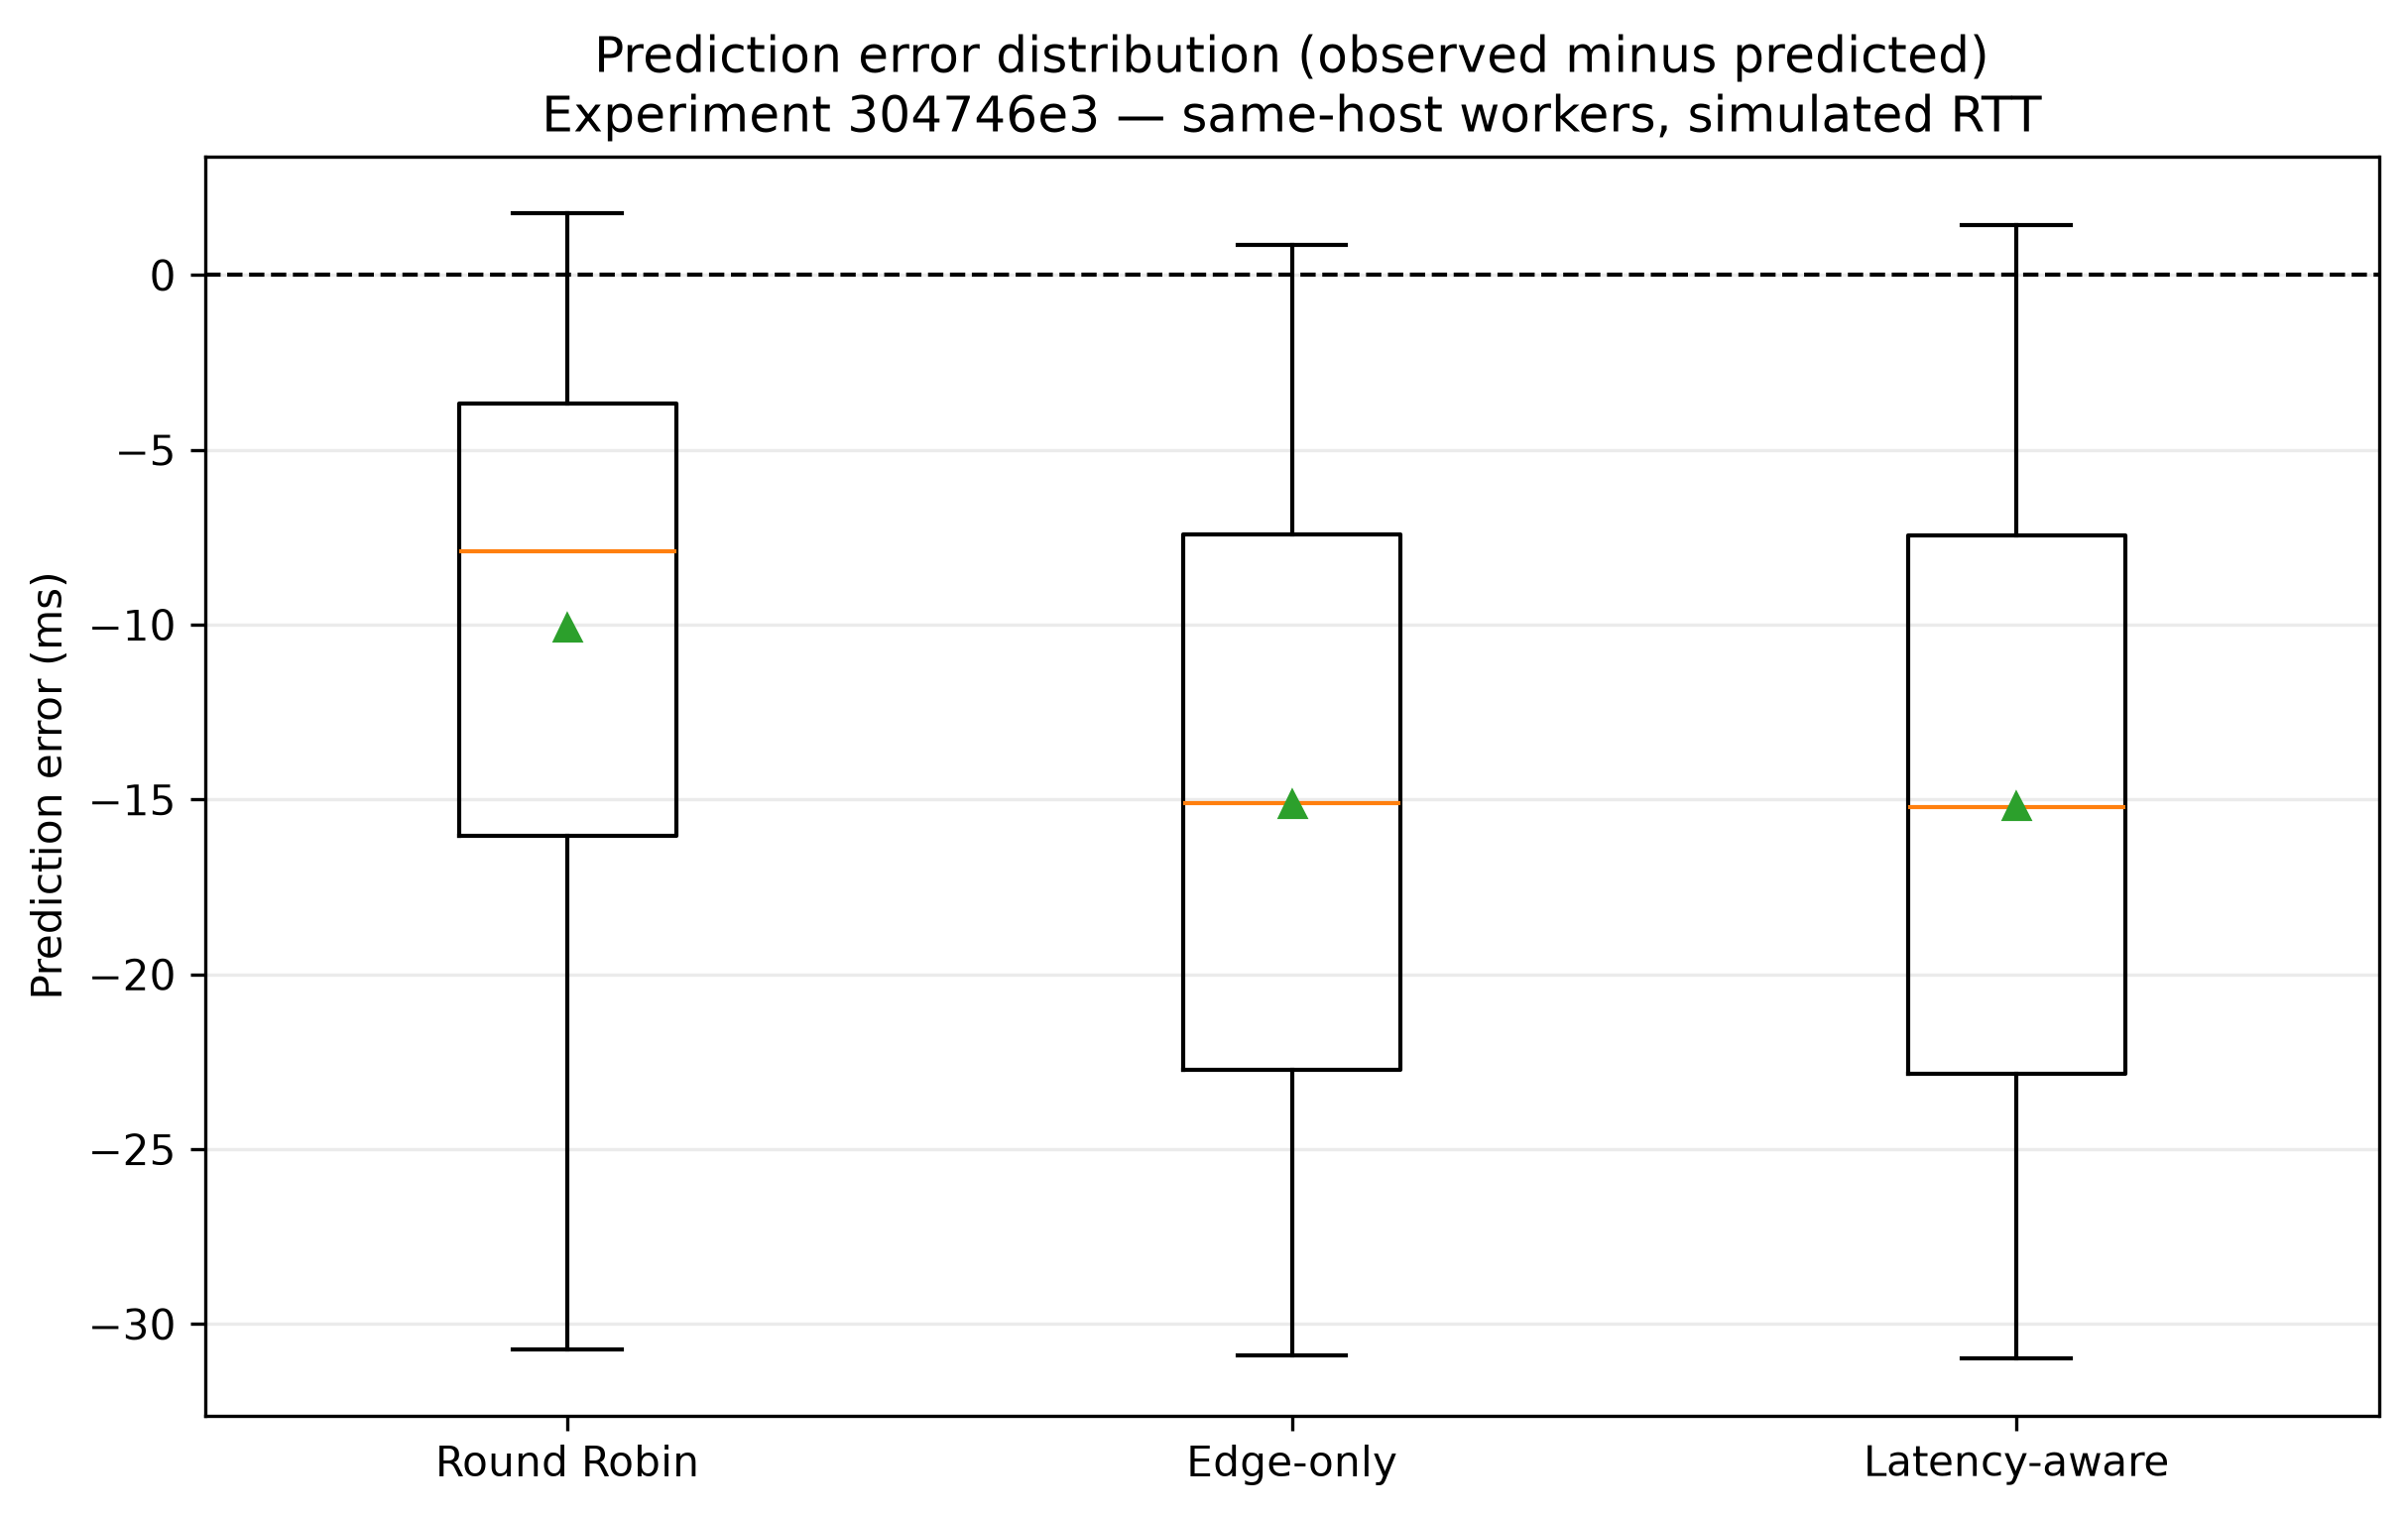 Prediction error distribution (observed minus predicted)
Experiment 304746e3 — same-host workers, simulated RTT
Prediction error (ms)
0
−5
−10
−15
−20
−25
−30
Round Robin
Edge-only
Latency-aware